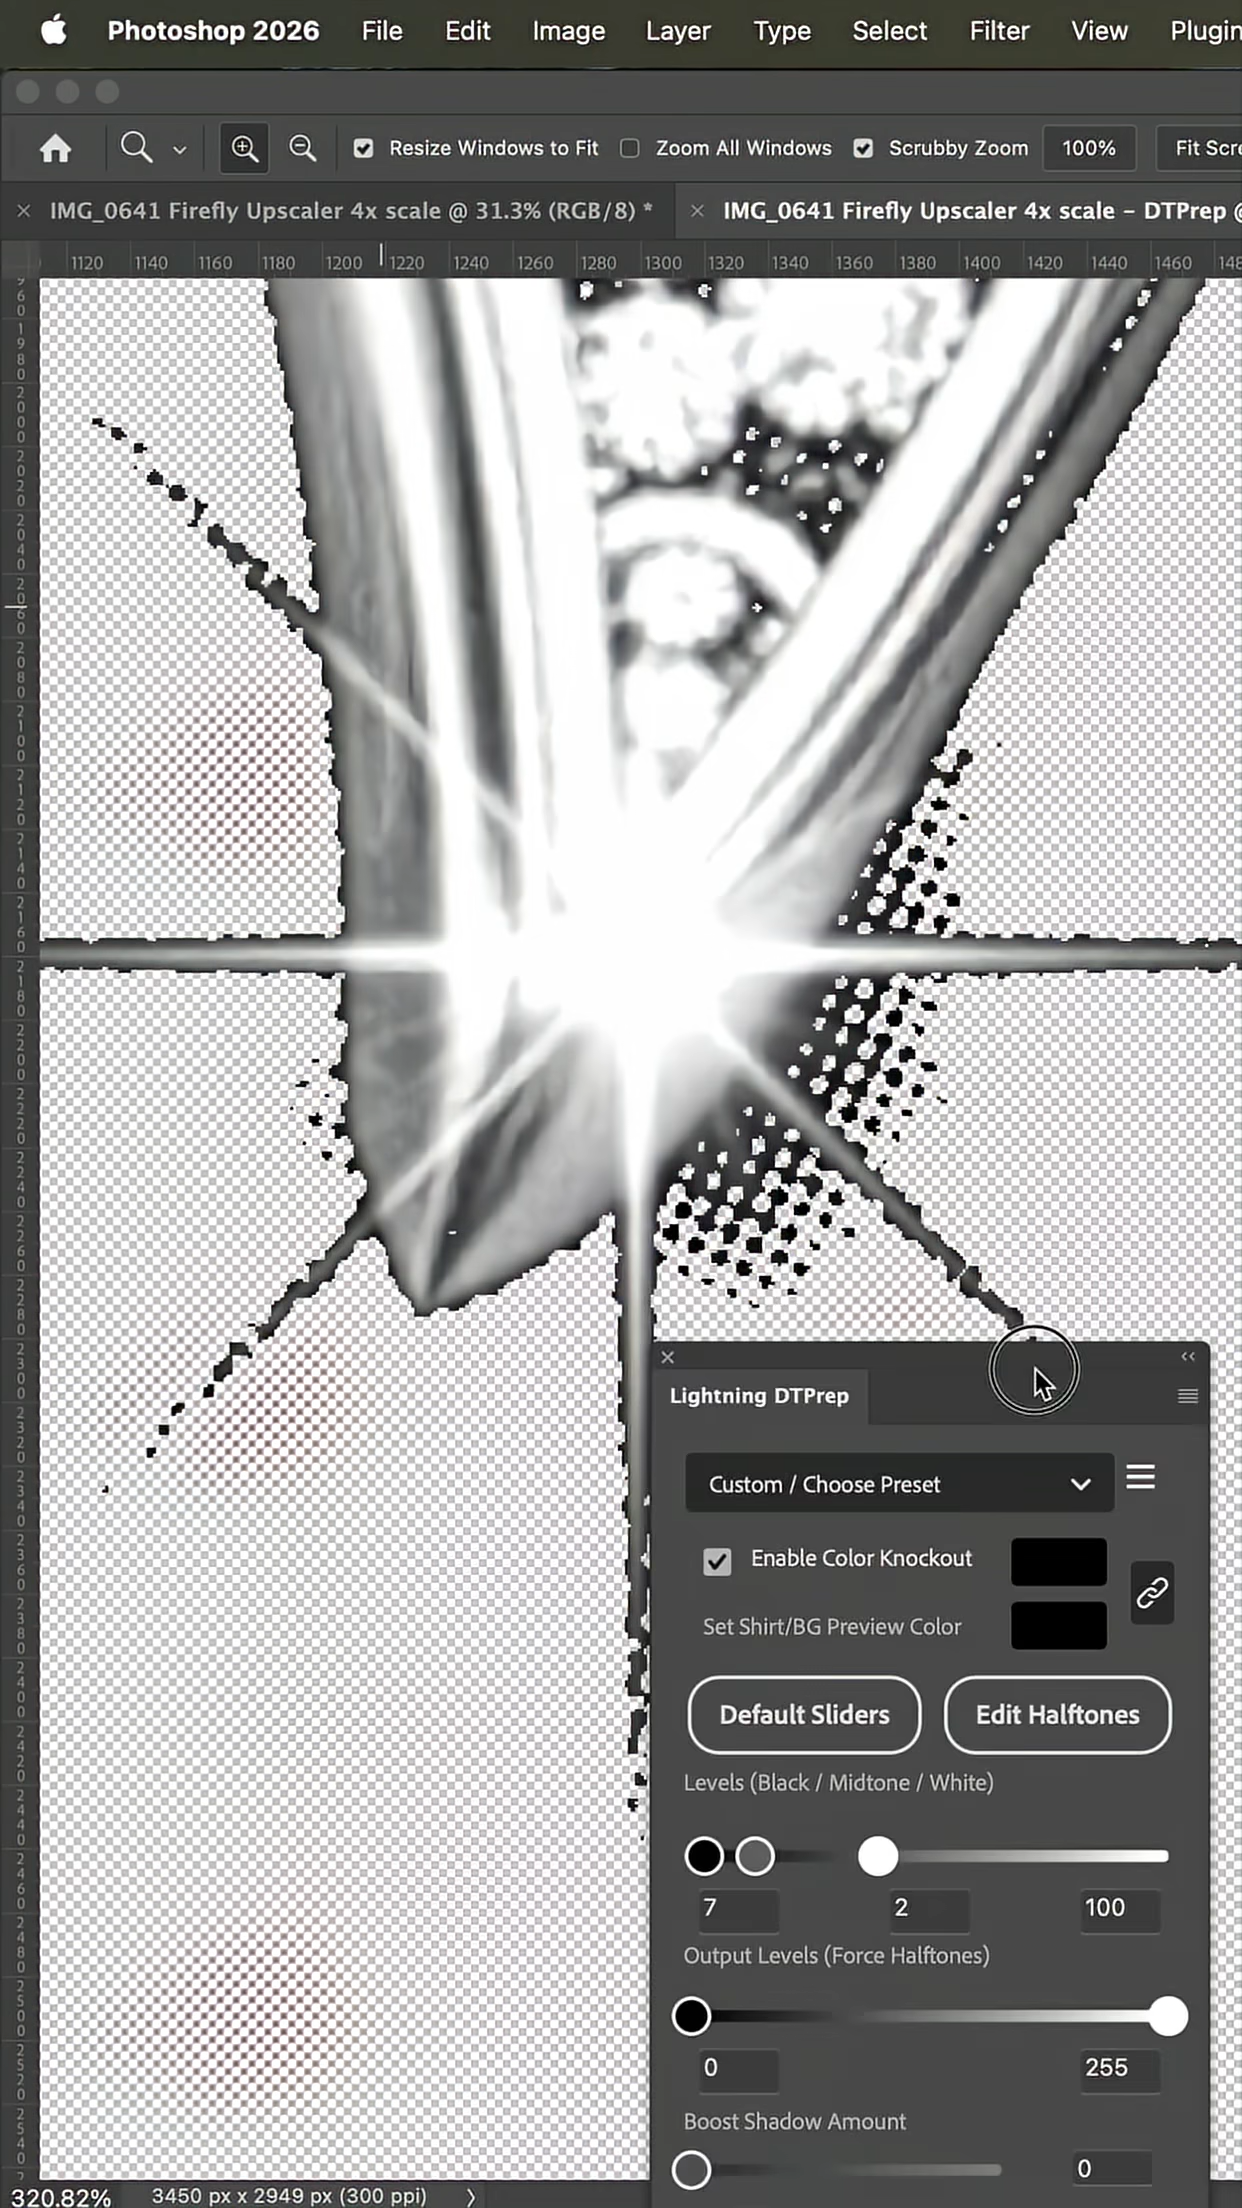 Photoshop 2026 File Edit Image Layer Type Select Filter View Plugin
Resize Windows to Fit Zoom All Windows Scrubby Zoom 100% Fit Scre
IMG_0641 Firefly Upscaler 4x scale @ 31.3% (RGB/8) * IMG_0641 Firefly Upscaler 4x scale – DTPrep @
1120 1140 1160 1180 1200 1220 1240 1260 1280 1300 1320 1340 1360 1380 1400 1420 1440 1460 148
Lightning DTPrep
Custom / Choose Preset
Enable Color Knockout
Set Shirt/BG Preview Color
Default Sliders Edit Halftones
Levels (Black / Midtone / White)
7 2 100
Output Levels (Force Halftones)
0 255
Boost Shadow Amount
0
320.82% 3450 px x 2949 px (300 ppi)